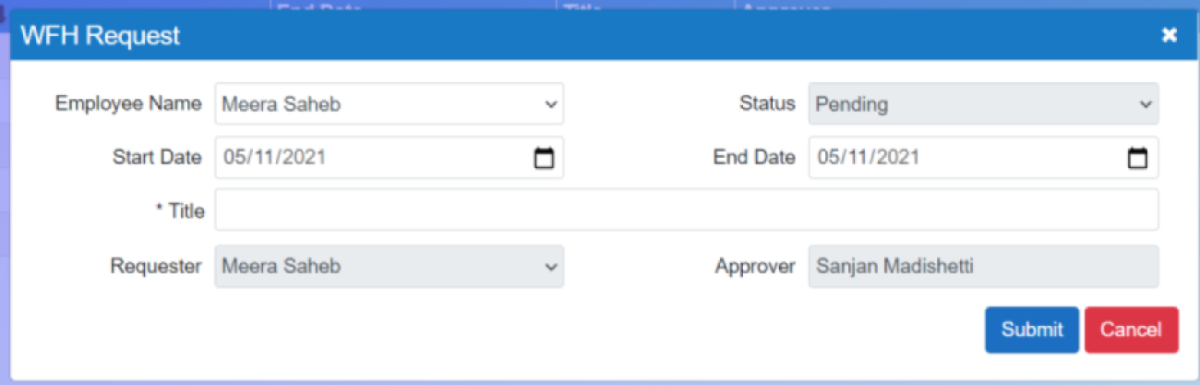 End Date Title Approver
WFH Request
Employee Name Meera Saheb Status Pending
Start Date 05/11/2021 End Date 05/11/2021
* Title
Requester Meera Saheb Approver Sanjan Madishetti
Submit Cancel